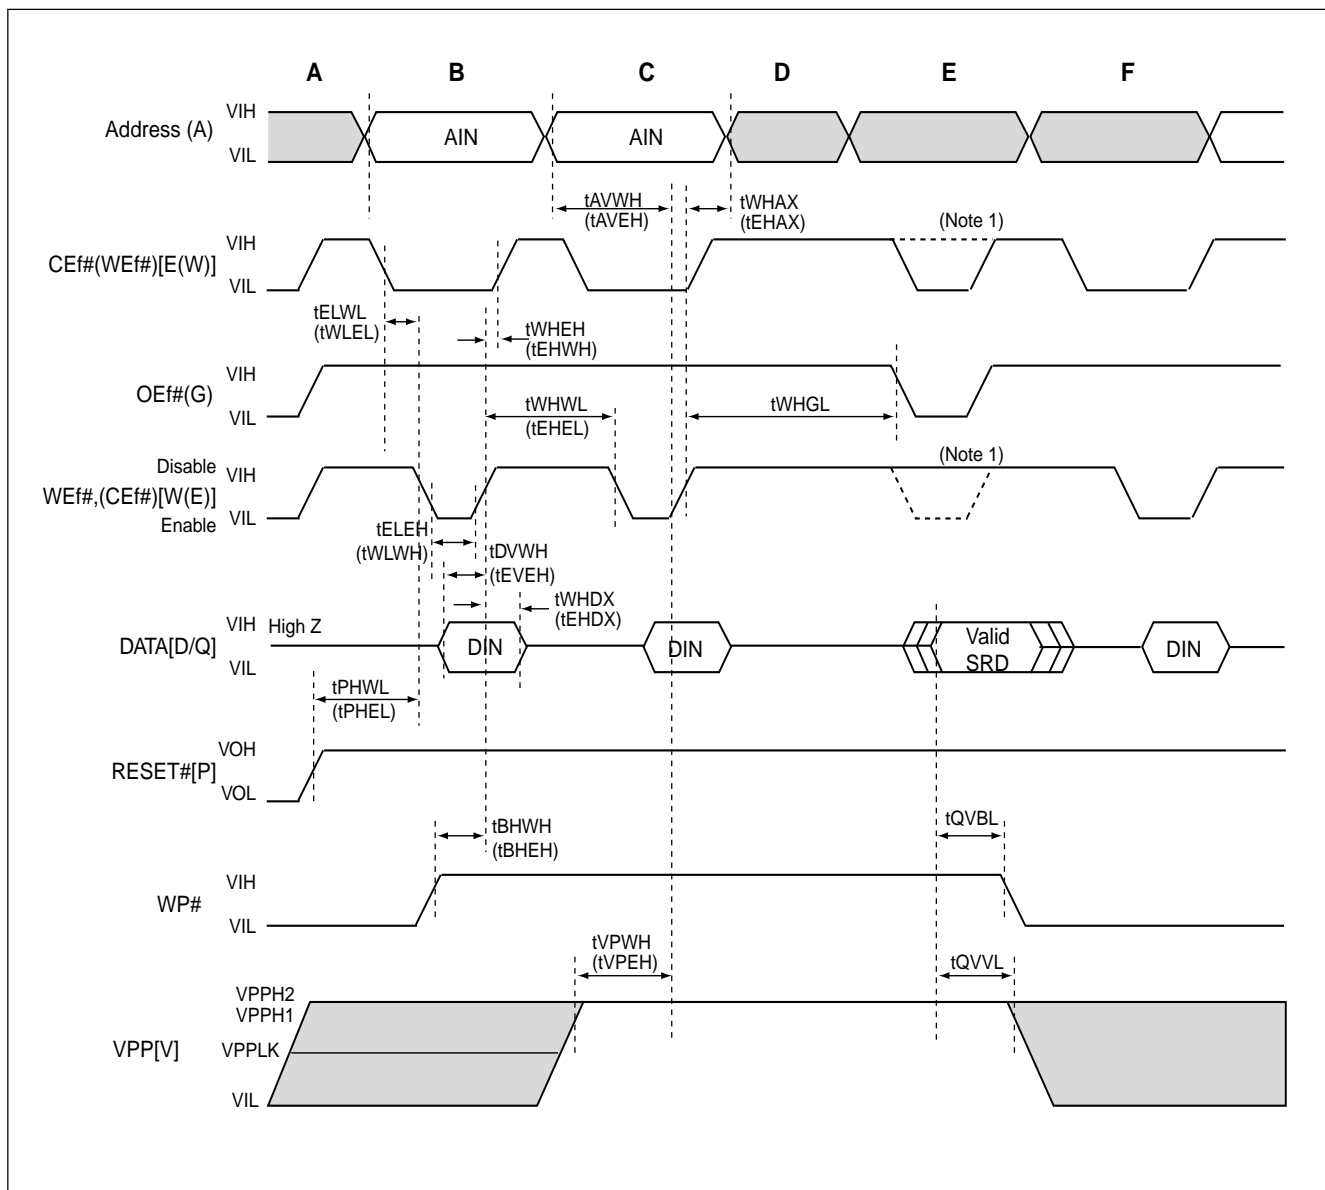 A B C D E F
VIH
Address (A)
VIL
AIN AIN
tAVWH
(tAVEH)
tWHAX
(tEHAX)
(Note 1)
VIH
CEf#(WEf#)[E(W)]
VIL
tELWL
(tWLEL)
tWHEH
(tEHWH)
VIH
OEf#(G)
VIL
tWHWL
(tEHEL)
tWHGL
Disable
VIH
WEf#,(CEf#)[W(E)]
VIL
Enable
(Note 1)
tELEH
(tWLWH)
tDVWH
(tEVEH)
tWHDX
(tEHDX)
VIH
High Z
DATA[D/Q]
VIL
DIN DIN Valid
SRD DIN
tPHWL
(tPHEL)
VOH
RESET#[P]
VOL
tBHWH
(tBHEH)
tQVBL
VIH
WP#
VIL
tVPWH
(tVPEH)
tQVVL
VPPH2
VPPH1
VPP[V]
VPPLK
VIL